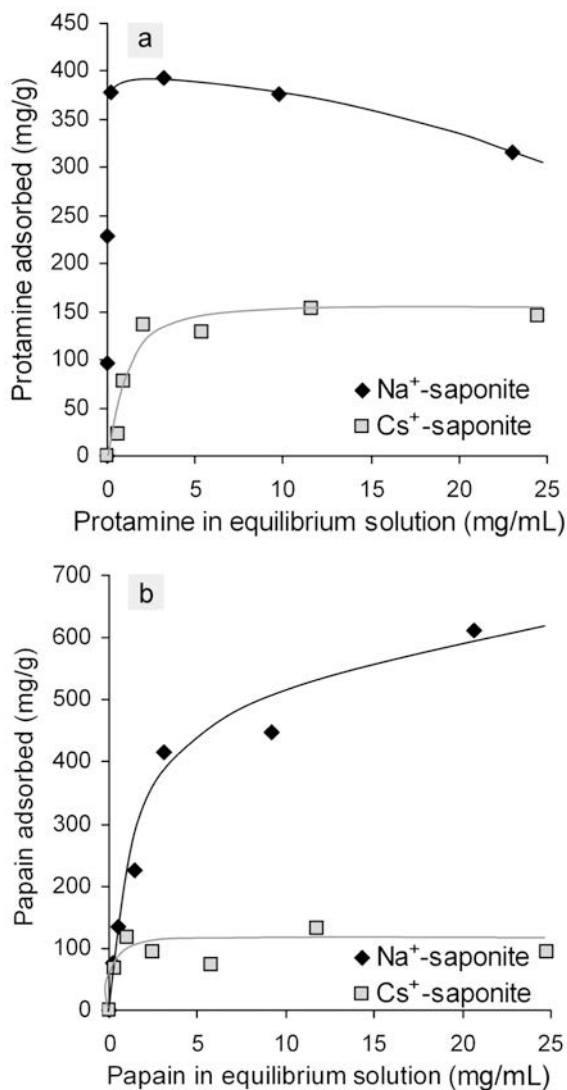 a
Protamine adsorbed (mg/g)
450
400
350
300
250
200
150
100
50
0
◆ Na⁺-saponite
Cs⁺-saponite
0 5 10 15 20 25
Protamine in equilibrium solution (mg/mL)
b
Papain adsorbed (mg/g)
700
600
500
400
300
200
100
0
◆ Na⁺-saponite
Cs⁺-saponite
0 5 10 15 20 25
Papain in equilibrium solution (mg/mL)